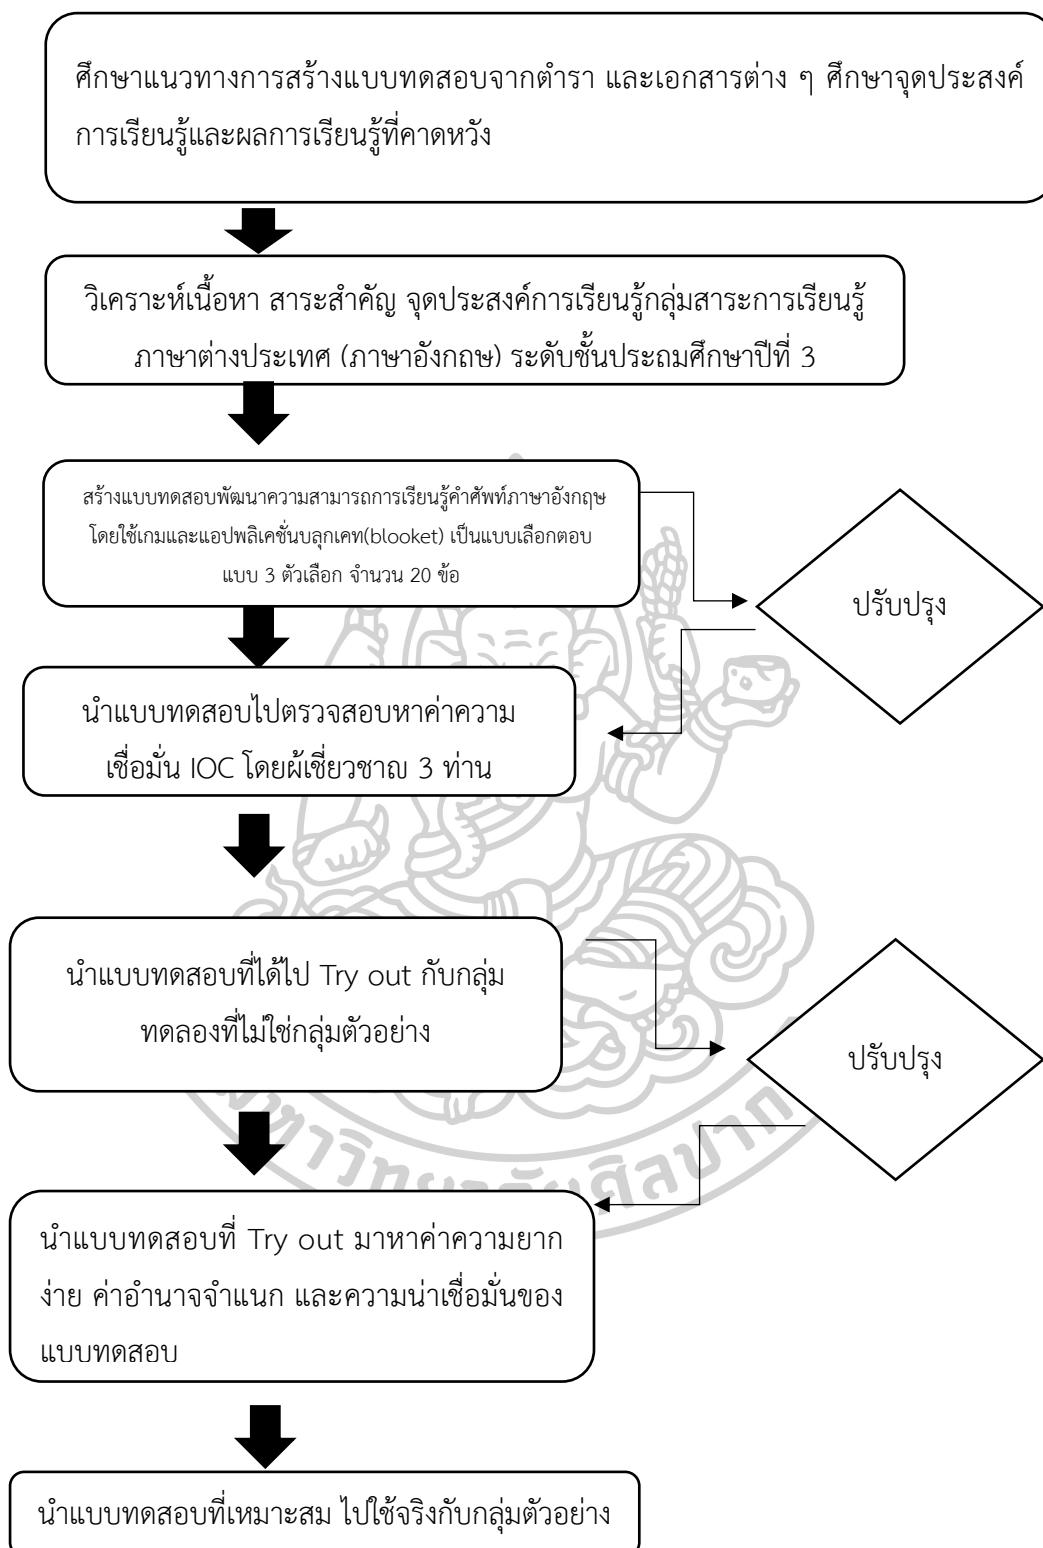 ศึกษาแนวทางการสร้างแบบทดสอบจากตำรา และเอกสารต่าง ๆ ศึกษาจุดประสงค์
การเรียนรู้และผลการเรียนรู้ที่คาดหวัง
วิเคราะห์เนื้อหา สาระสำคัญ จุดประสงค์การเรียนรู้กลุ่มสาระการเรียนรู้
ภาษาต่างประเทศ (ภาษาอังกฤษ) ระดับชั้นประถมศึกษาปีที่ 3
สร้างแบบทดสอบพัฒนาความสามารถการเรียนรู้คำศัพท์ภาษาอังกฤษ
โดยใช้เกมและแอปพลิเคชั่นบลุกเคท(blooket) เป็นแบบเลือกตอบ
แบบ 3 ตัวเลือก จำนวน 20 ข้อ
ปรับปรุง
นำแบบทดสอบไปตรวจสอบหาค่าความ
เชื่อมั่น IOC โดยผู้เชี่ยวชาญ 3 ท่าน
นำแบบทดสอบที่ได้ไป Try out กับกลุ่ม
ทดลองที่ไม่ใช่กลุ่มตัวอย่าง
ปรับปรุง
นำแบบทดสอบที่ Try out มาหาค่าความยาก
ง่าย ค่าอำนาจจำแนก และความน่าเชื่อมั่นของ
แบบทดสอบ
นำแบบทดสอบที่เหมาะสม ไปใช้จริงกับกลุ่มตัวอย่าง